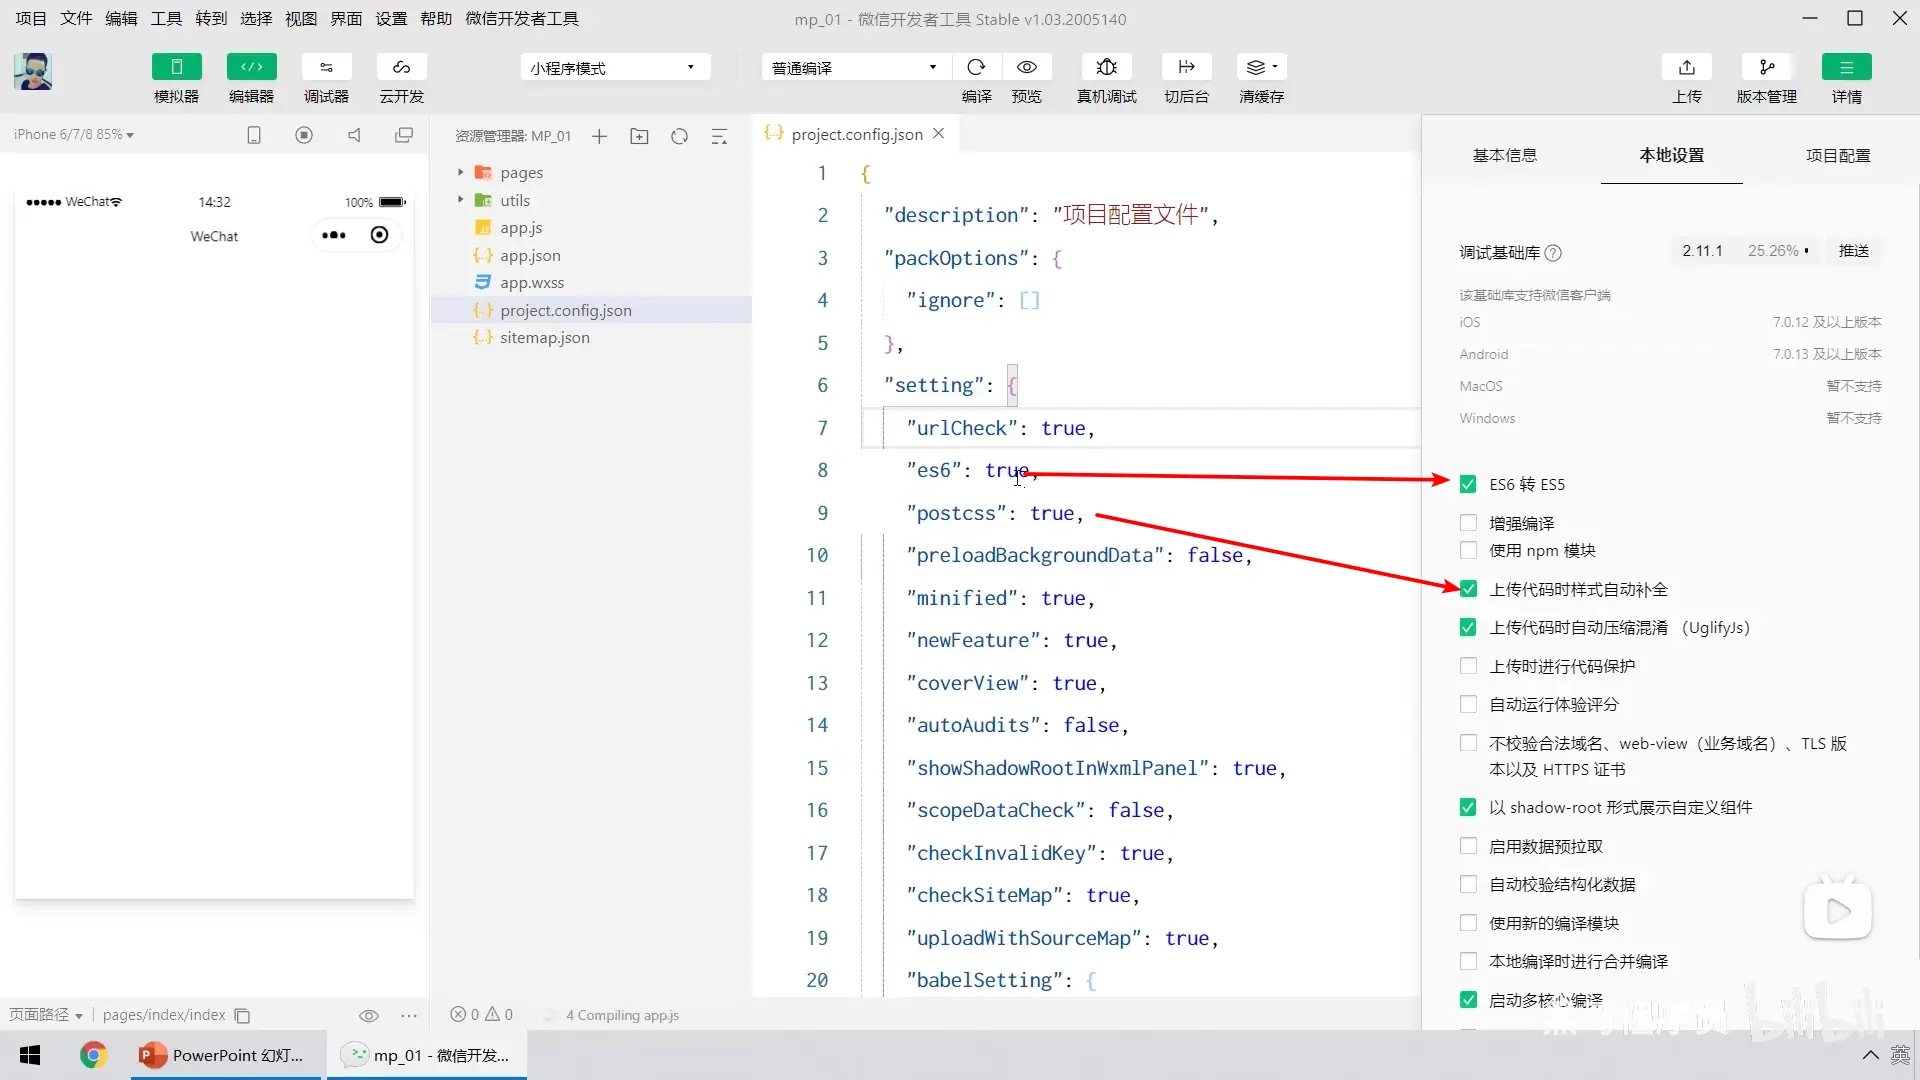 项目 文件 编辑 工具 转到 选择 视图 界面 设置 帮助 微信开发者工具
mp_01 - 微信开发者工具 Stable v1.03.2005140
模拟器 编辑器 调试器 云开发
小程序模式
普通编译
编译 预览 真机调试 切后台 清缓存
上传 版本管理 详情
iPhone 6/7/8 85%
WeChat
14:32
100%
WeChat
资源管理器: MP_01
pages
utils
app.js
app.json
app.wxss
project.config.json
sitemap.json
project.config.json
1 {
2 "description": "项目配置文件",
3 "packOptions": {
4 "ignore": []
5 },
6 "setting": {
7 "urlCheck": true,
8 "es6": true,
9 "postcss": true,
10 "preloadBackgroundData": false,
11 "minified": true,
12 "newFeature": true,
13 "coverView": true,
14 "autoAudits": false,
15 "showShadowRootInWxmlPanel": true,
16 "scopeDataCheck": false,
17 "checkInvalidKey": true,
18 "checkSiteMap": true,
19 "uploadWithSourceMap": true,
20 "babelSetting": {
基本信息 本地设置 项目配置
调试基础库 ? 2.11.1 25.26% 推送
该基础库支持微信客户端
iOS 7.0.12 及以上版本
Android 7.0.13 及以上版本
MacOS 暂不支持
Windows 暂不支持
ES6 转 ES5
增强编译
使用 npm 模块
上传代码时样式自动补全
上传代码时自动压缩混淆 （UglifyJs）
上传时进行代码保护
自动运行体验评分
不校验合法域名、web-view（业务域名）、TLS 版
本以及 HTTPS 证书
以 shadow-root 形式展示自定义组件
启用数据预拉取
自动校验结构化数据
使用新的编译模块
本地编译时进行合并编译
启动多核心编译
bilibili
页面路径 pages/index/index
0 0
4 Compiling app.js
PowerPoint 幻灯...
mp_01 - 微信开发...
英